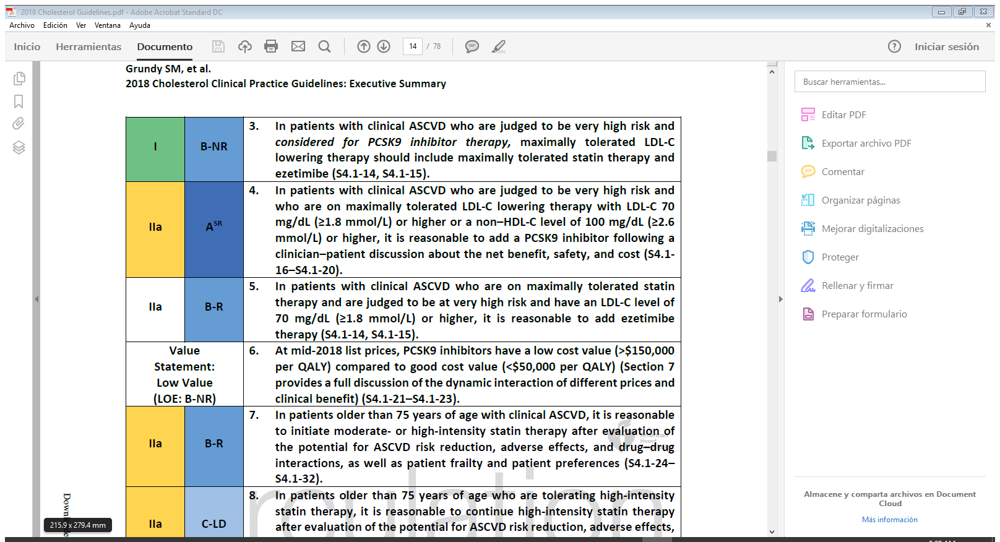 2018 Cholesterol Guidelines.pdf - Adobe Acrobat Standard DC
Archivo Edición Ver Ventana Ayuda
Inicio Herramientas Documento 14 / 78 Iniciar sesión
Grundy SM, et al.
2018 Cholesterol Clinical Practice Guidelines: Executive Summary
I B-NR 3. In patients with clinical ASCVD who are judged to be very high risk and
considered for PCSK9 inhibitor therapy, maximally tolerated LDL-C
lowering therapy should include maximally tolerated statin therapy and
ezetimibe (S4.1-14, S4.1-15).
IIa A^SR 4. In patients with clinical ASCVD who are judged to be very high risk and
who are on maximally tolerated LDL-C lowering therapy with LDL-C 70
mg/dL (≥1.8 mmol/L) or higher or a non–HDL-C level of 100 mg/dL (≥2.6
mmol/L) or higher, it is reasonable to add a PCSK9 inhibitor following a
clinician–patient discussion about the net benefit, safety, and cost (S4.1-
16–S4.1-20).
IIa B-R 5. In patients with clinical ASCVD who are on maximally tolerated statin
therapy and are judged to be at very high risk and have an LDL-C level of
70 mg/dL (≥1.8 mmol/L) or higher, it is reasonable to add ezetimibe
therapy (S4.1-14, S4.1-15).
Value
Statement:
Low Value
(LOE: B-NR)
6. At mid-2018 list prices, PCSK9 inhibitors have a low cost value (>$150,000
per QALY) compared to good cost value (<$50,000 per QALY) (Section 7
provides a full discussion of the dynamic interaction of different prices and
clinical benefit) (S4.1-21–S4.1-23).
IIa B-R 7. In patients older than 75 years of age with clinical ASCVD, it is reasonable
to initiate moderate- or high-intensity statin therapy after evaluation of
the potential for ASCVD risk reduction, adverse effects, and drug–drug
interactions, as well as patient frailty and patient preferences (S4.1-24–
S4.1-32).
IIa C-LD 8. In patients older than 75 years of age who are tolerating high-intensity
statin therapy, it is reasonable to continue high-intensity statin therapy
after evaluation of the potential for ASCVD risk reduction, adverse effects,
American
Heart
215.9 x 279.4 mm
Buscar herramientas...
Editar PDF
Exportar archivo PDF
Comentar
Organizar páginas
Mejorar digitalizaciones
Proteger
Rellenar y firmar
Preparar formulario
Almacene y comparta archivos en Document
Cloud
Más información